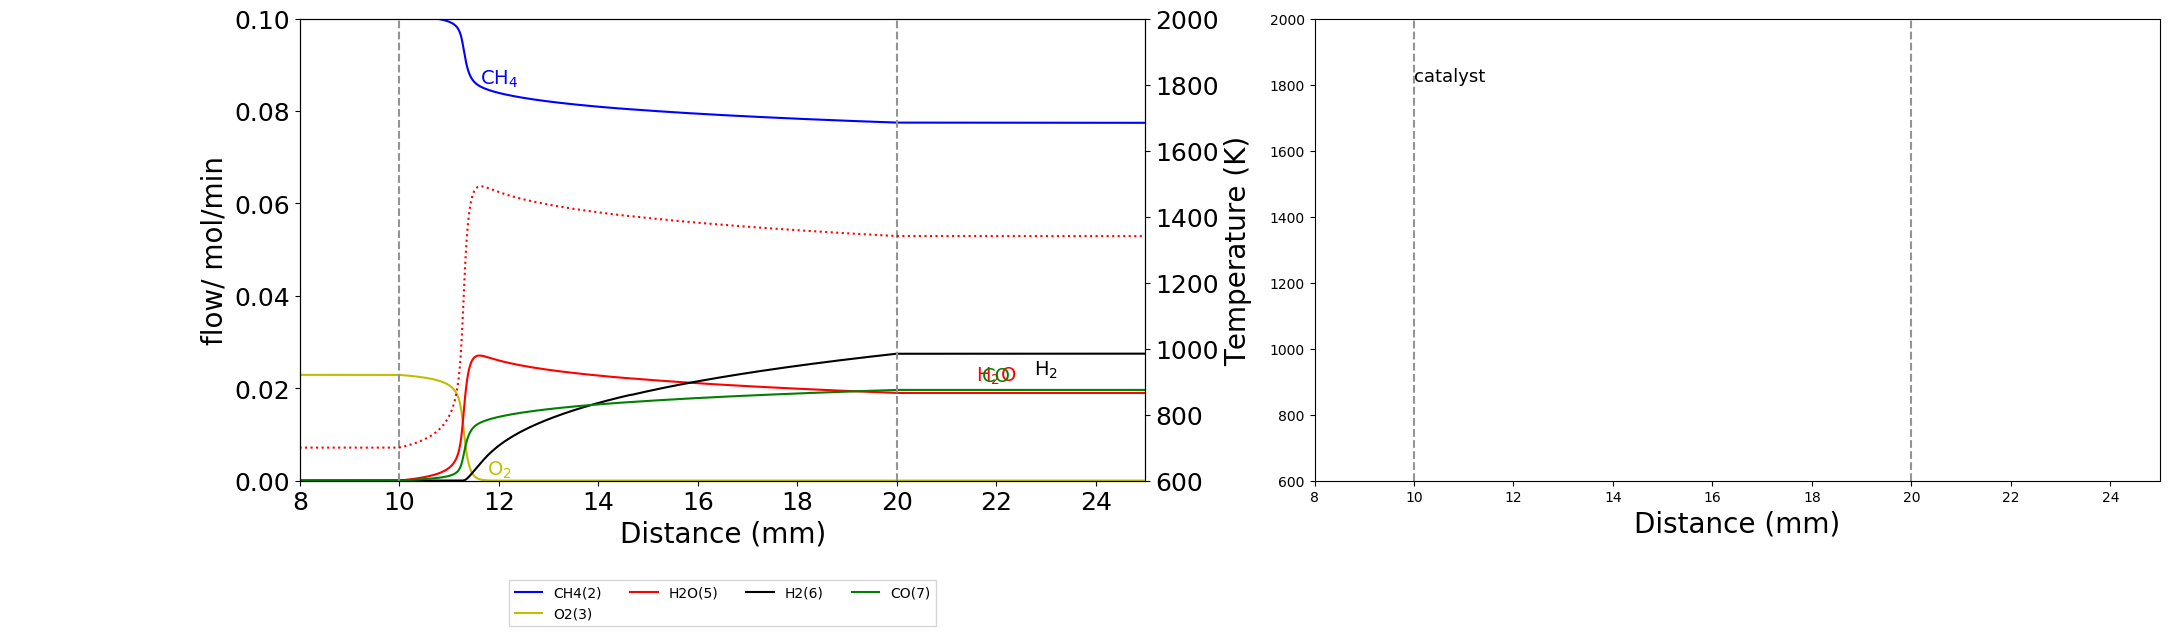 flow/ mol/min
0.10
0.08
0.06
0.04
0.02
0.00
CH₄
H₂O
CO
H₂
O₂
8 10 12 14 16 18 20 22 24
Distance (mm)
2000
1800
1600
1400
1200
1000
800
600
Temperature (K)
CH4(2) H2O(5) H2(6) CO(7)
O2(3)
2000
1800
1600
1400
1200
1000
800
600
catalyst
8 10 12 14 16 18 20 22 24
Distance (mm)